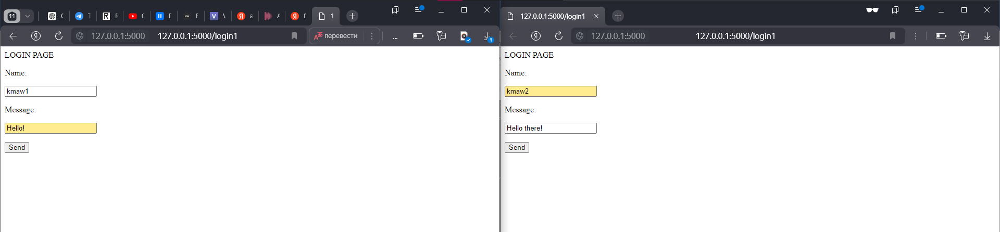 11
1
127.0.0.1:5000
127.0.0.1:5000/login1
перевести
...
1
LOGIN PAGE
Name:
kmaw1
Message:
Hello!
Send
127.0.0.1:5000/login1
127.0.0.1:5000
127.0.0.1:5000/login1
LOGIN PAGE
Name:
kmaw2
Message:
Hello there!
Send